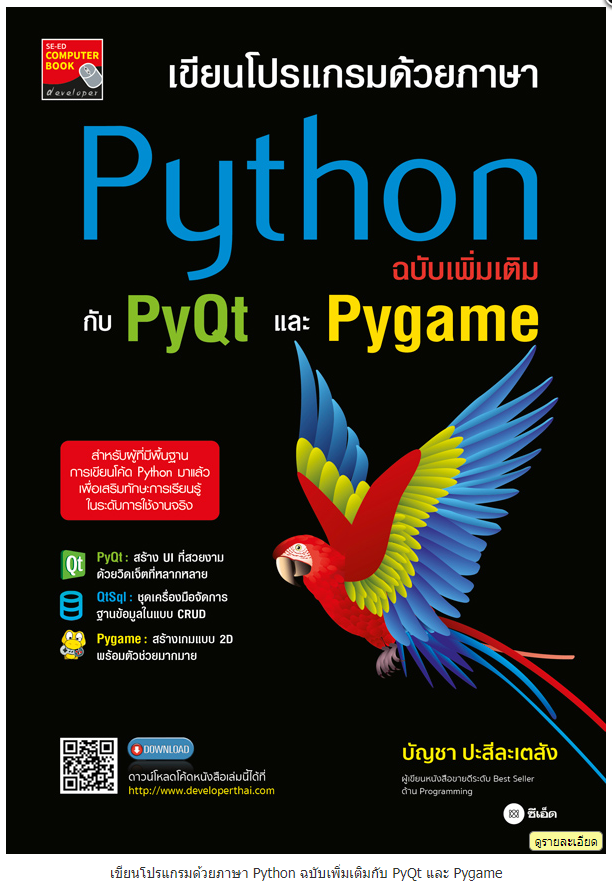 SE-ED
COMPUTER
BOOK
developer
เขียนโปรแกรมด้วยภาษา
Python
ฉบับเพิ่มเติม
กับ PyQt และ Pygame
สำหรับผู้ที่มีพื้นฐาน
การเขียนโค้ด Python มาแล้ว
เพื่อเสริมทักษะการเรียนรู้
ในระดับการใช้งานจริง
Qt
PyQt : สร้าง UI ที่สวยงาม
ด้วยวิดเจ็ตที่หลากหลาย
QtSql : ชุดเครื่องมือจัดการ
ฐานข้อมูลในแบบ CRUD
Pygame : สร้างเกมแบบ 2D
พร้อมตัวช่วยมากมาย
DOWNLOAD
ดาวน์โหลดโค้ดหนังสือเล่มนี้ได้ที่
http://www.developerthai.com
บัญชา ปะสีละเตสัง
ผู้เขียนหนังสือขายดีระดับ Best Seller
ด้าน Programming
ซีเอ็ด
ดูรายละเอียด
เขียนโปรแกรมด้วยภาษา Python ฉบับเพิ่มเติมกับ PyQt และ Pygame